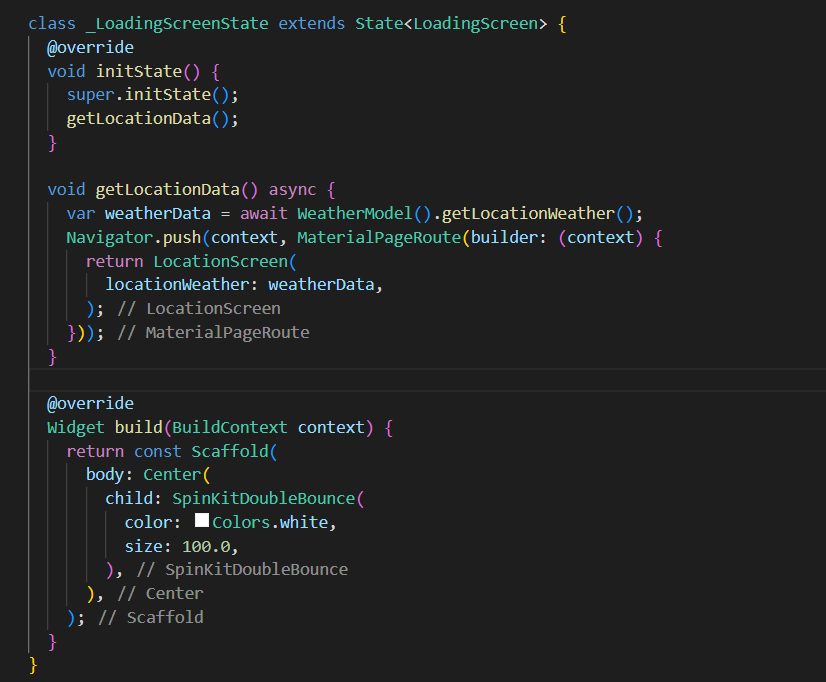 class _LoadingScreenState extends State<LoadingScreen> {
  @override
  void initState() {
    super.initState();
    getLocationData();
  }

  void getLocationData() async {
    var weatherData = await WeatherModel().getLocationWeather();
    Navigator.push(context, MaterialPageRoute(builder: (context) {
      return LocationScreen(
        locationWeather: weatherData,
      ); // LocationScreen
    })); // MaterialPageRoute
  }

  @override
  Widget build(BuildContext context) {
    return const Scaffold(
      body: Center(
        child: SpinKitDoubleBounce(
          color: Colors.white,
          size: 100.0,
        ), // SpinKitDoubleBounce
      ), // Center
    ); // Scaffold
  }
}